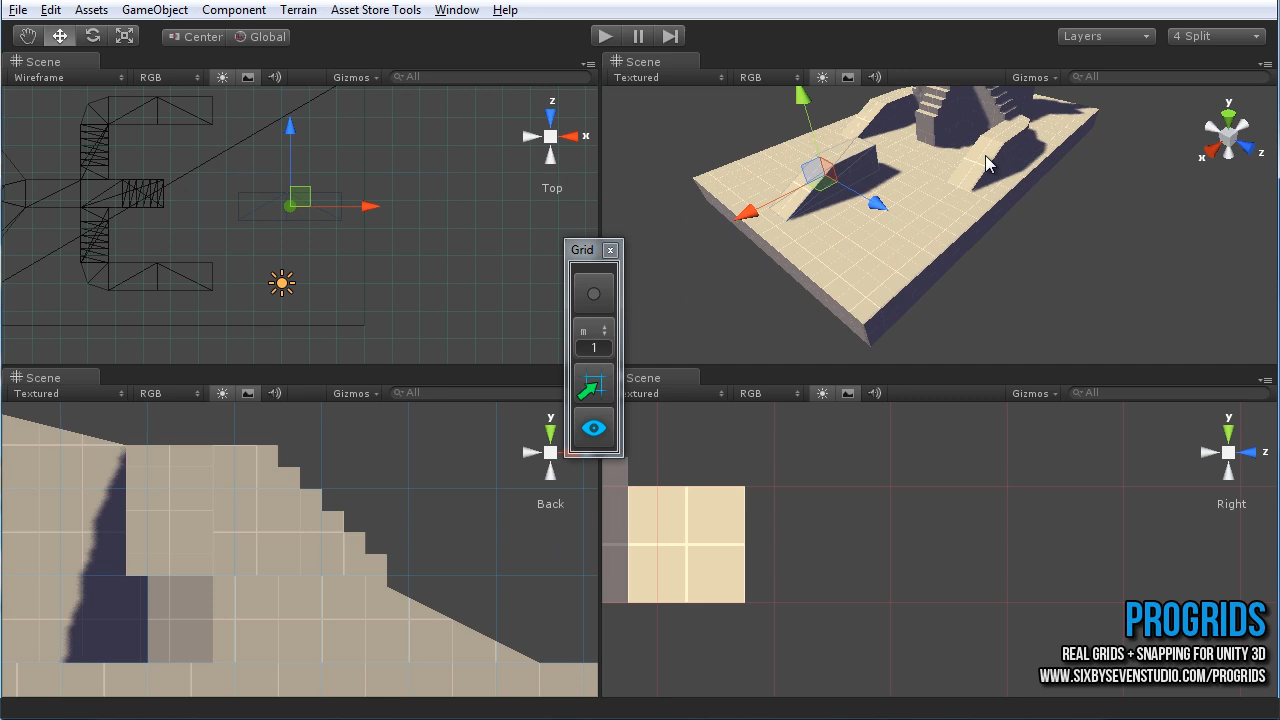 File Edit Assets GameObject Component Terrain Asset Store Tools Window Help
Center Global Layers 4 Split
Scene
Wireframe RGB Gizmos All
z
x
Top
Scene
Textured RGB Gizmos All
y
x z
Grid x
m
1
Scene
Textured RGB Gizmos All
y
Back
Scene
extured RGB Gizmos All
y
z
Right
PROGRIDS
REAL GRIDS + SNAPPING FOR UNITY 3D
WWW.SIXBYSEVENSTUDIO.COM/PROGRIDS